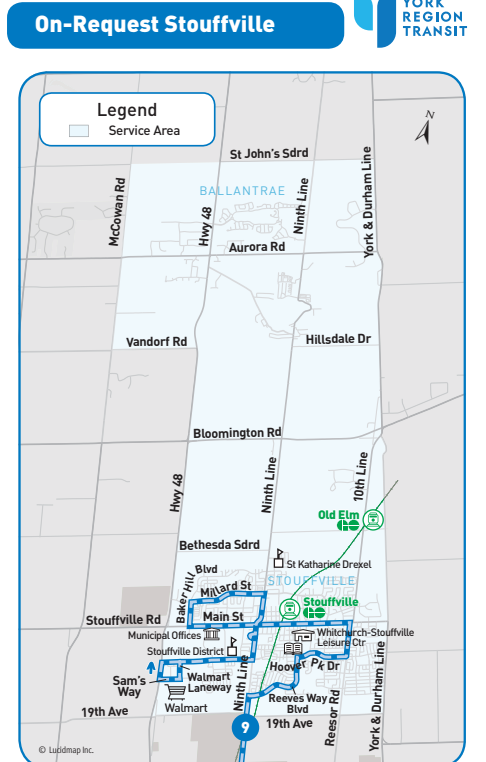 On-Request Stouffville
YORK
REGION
TRANSIT
Legend
Service Area
N
St John's Sdrd
BALLANTRAE
McCowan Rd
Hwy 48
Ninth Line
York & Durham Line
Aurora Rd
Vandorf Rd
Hillsdale Dr
Bloomington Rd
Hwy 48
Ninth Line
10th Line
Old Elm
GO
Bethesda Sdrd
St Katharine Drexel
STOUFFVILLE
Baker Hill
Blvd
Millard St
Stouffville
GO
Stouffville Rd
Main St
Municipal Offices
Whitchurch-Stouffville
Leisure Ctr
Stouffville District
Hoover Pk Dr
Sam's
Way
Walmart
Laneway
Walmart
Ninth Line
Reeves Way
Blvd
Reesor Rd
York & Durham Line
19th Ave
19th Ave
9
© Lucidmap Inc.